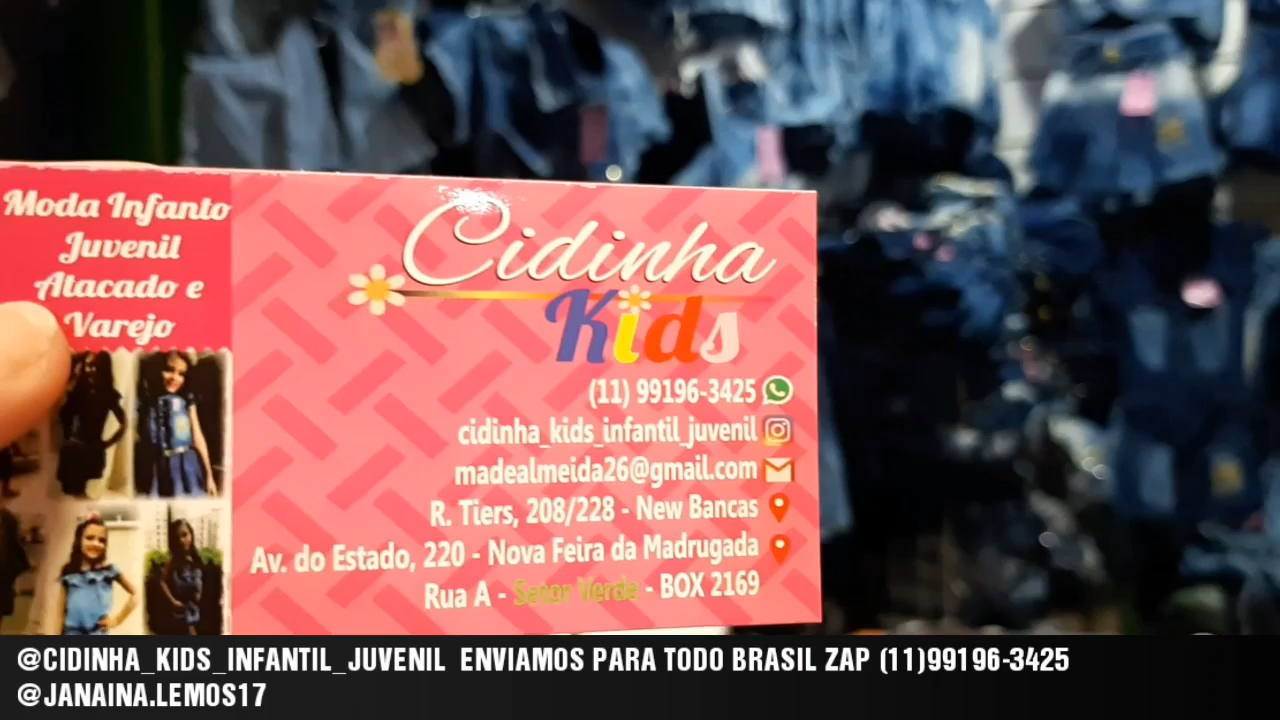 Moda Infanto
Juvenil
Atacado e
Varejo
Cidinha
Kids
(11) 99196-3425
cidinha_kids_infantil_juvenil
madealmeida26@gmail.com
R. Tiers, 208/228 - New Bancas
Av. do Estado, 220 - Nova Feira da Madrugada
Rua A - Setor Verde - BOX 2169
@CIDINHA_KIDS_INFANTIL_JUVENIL ENVIAMOS PARA TODO BRASIL ZAP (11)99196-3425
@JANAINA.LEMOS17